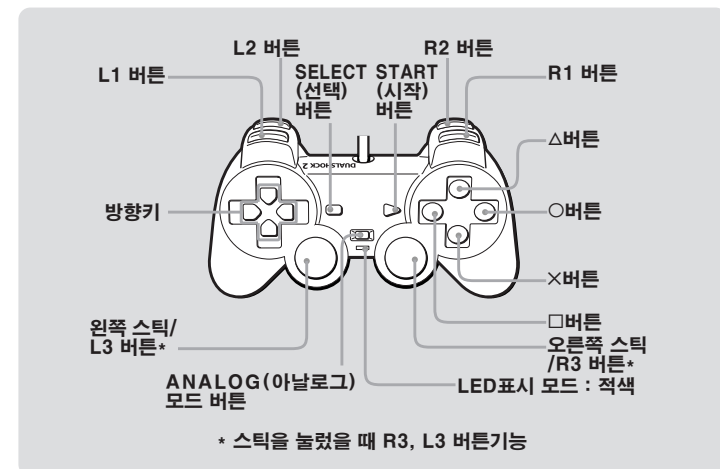 L2 버튼
R2 버튼
L1 버튼
SELECT
(선택)
버튼
START
(시작)
버튼
R1 버튼
DUALSHOCK 2
△버튼
방향키
○버튼
×버튼
왼쪽 스틱/
L3 버튼*
□버튼
오른쪽 스틱
/R3 버튼*
ANALOG(아날로그)
모드 버튼
LED표시 모드 : 적색
* 스틱을 눌렀을 때 R3, L3 버튼기능